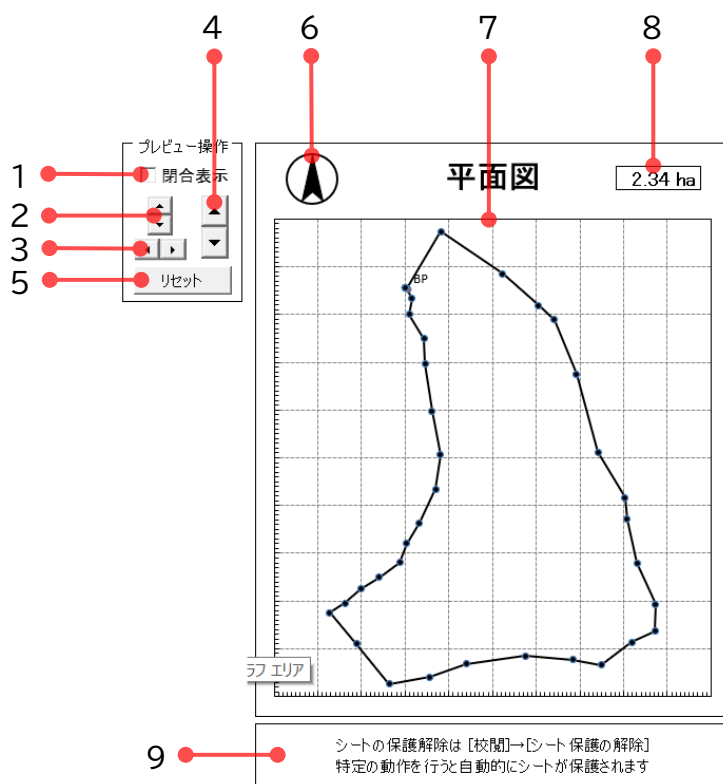 4
6
7
8
プレビュー操作
1
閉合表示
平面図
2.34 ha
2
3
5
リセット
BP
ラフ エリア
9
シートの保護解除は [校閲]→[シート保護の解除]
特定の動作を行うと自動的にシートが保護されます